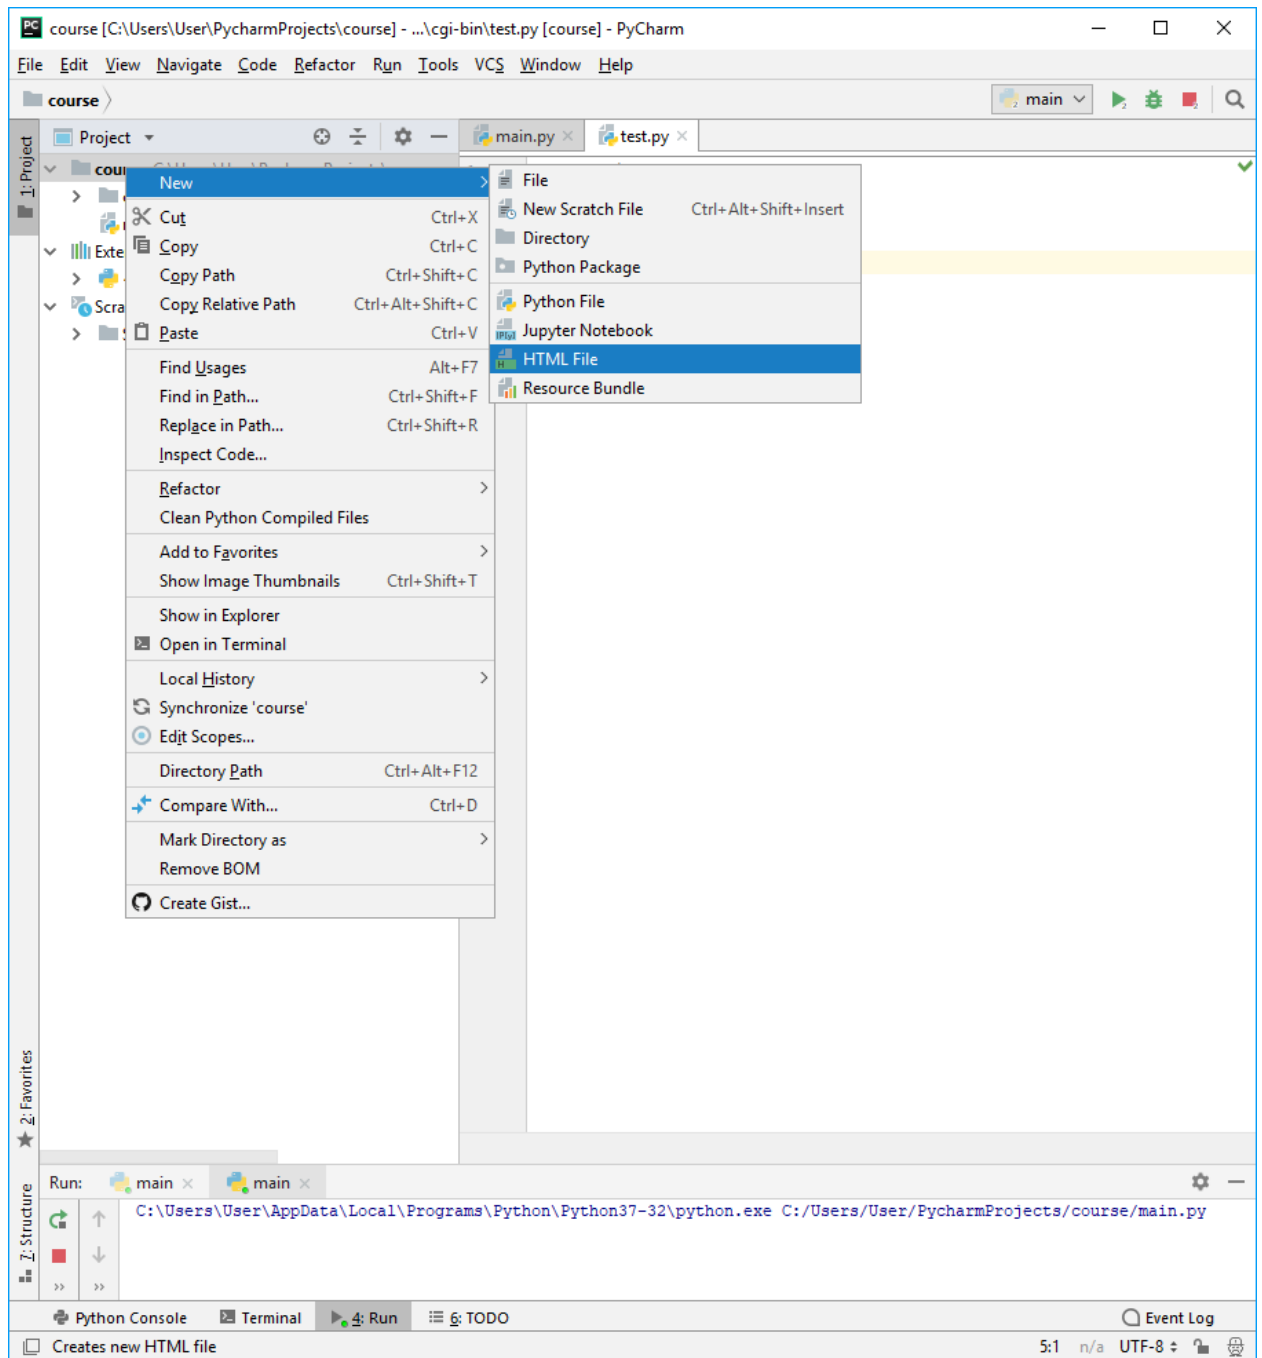 course [C:\Users\User\PycharmProjects\course] - ...\cgi-bin\test.py [course] - PyCharm
File Edit View Navigate Code Refactor Run Tools VCS Window Help
course main
1: Project
Project main.py test.py
New
Cut Ctrl+X
Copy Ctrl+C
Copy Path Ctrl+Shift+C
Copy Relative Path Ctrl+Alt+Shift+C
Paste Ctrl+V
Find Usages Alt+F7
Find in Path... Ctrl+Shift+F
Replace in Path... Ctrl+Shift+R
Inspect Code...
Refactor
Clean Python Compiled Files
Add to Favorites
Show Image Thumbnails Ctrl+Shift+T
Show in Explorer
Open in Terminal
Local History
Synchronize 'course'
Edit Scopes...
Directory Path Ctrl+Alt+F12
Compare With... Ctrl+D
Mark Directory as
Remove BOM
Create Gist...
File
New Scratch File Ctrl+Alt+Shift+Insert
Directory
Python Package
Python File
Jupyter Notebook
HTML File
Resource Bundle
2: Favorites
7: Structure
Run: main main
C:\Users\User\AppData\Local\Programs\Python\Python37-32\python.exe C:/Users/User/PycharmProjects/course/main.py
Python Console Terminal 4: Run 6: TODO Event Log
Creates new HTML file 5:1 n/a UTF-8